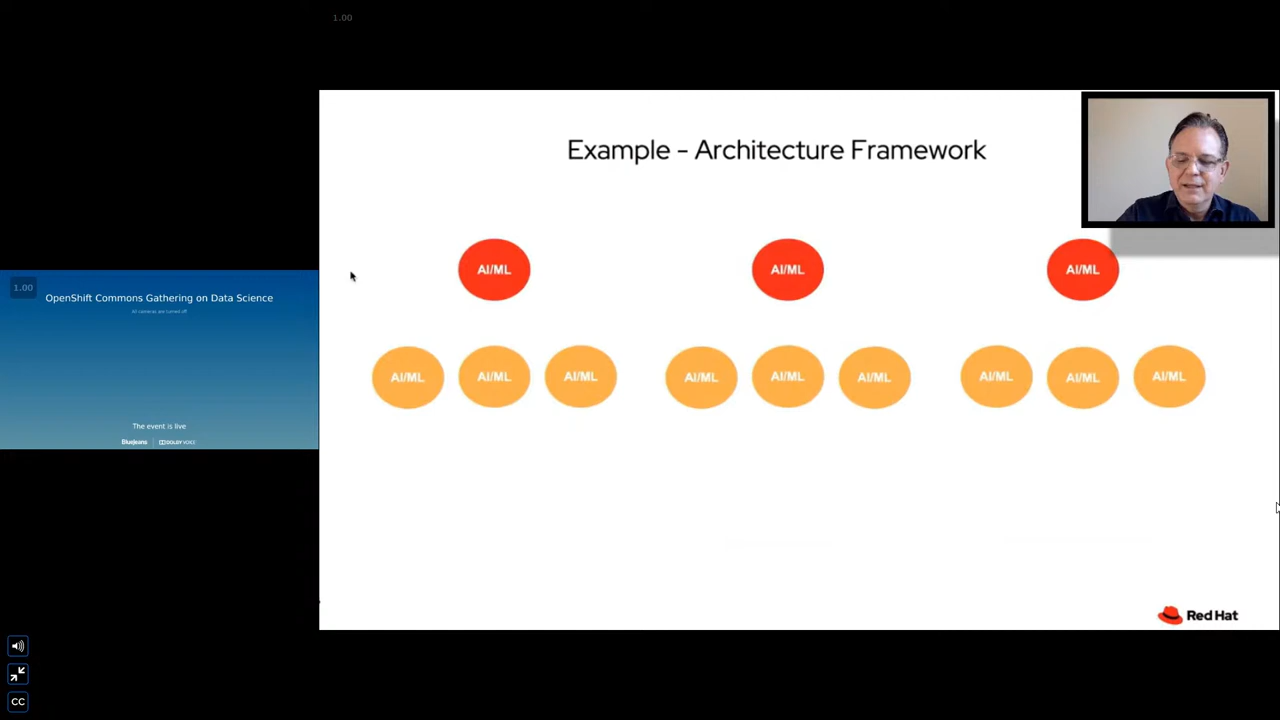 1.00
Example - Architecture Framework
AI/ML AI/ML AI/ML
1.00
OpenShift Commons Gathering on Data Science
All cameras are turned off
AI/ML AI/ML AI/ML AI/ML AI/ML AI/ML AI/ML AI/ML AI/ML
The event is live
BlueJeans DOLBY VOICE
Red Hat
CC